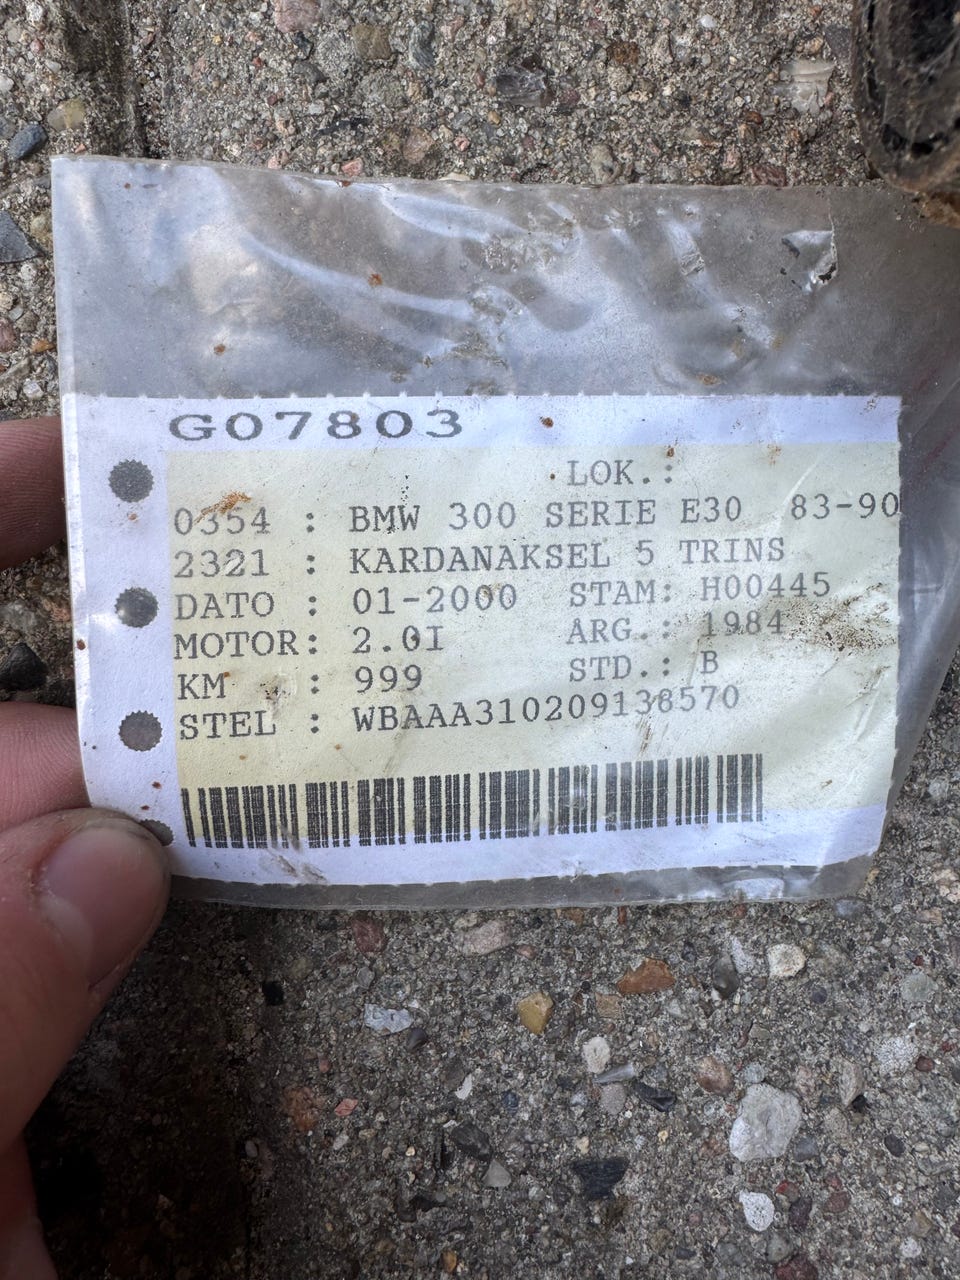 G07803
LOK.:
0354 : BMW 300 SERIE E30 83-90
2321 : KARDANAKSEL 5 TRINS
DATO : 01-2000 STAM: H00445
MOTOR: 2.0I ARG.: 1984
KM : 999 STD.: B
STEL : WBAAA310209138570